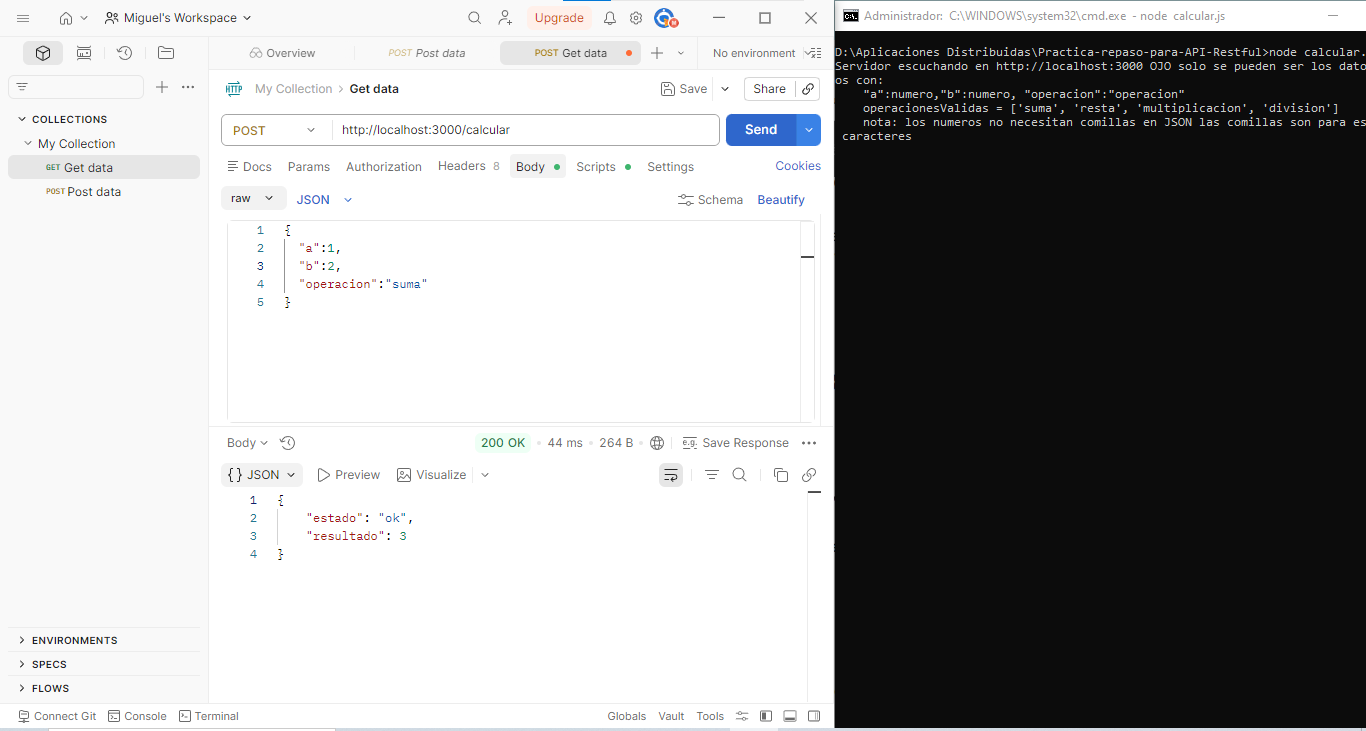 Miguel's Workspace
Upgrade
Overview
POST Post data
POST Get data
No environment
COLLECTIONS
My Collection
GET Get data
POST Post data
HTTP My Collection > Get data
Save
Share
POST
http://localhost:3000/calcular
Send
Docs
Params
Authorization
Headers 8
Body
Scripts
Settings
Cookies
raw
JSON
Schema
Beautify
1 {
2 "a":1,
3 "b":2,
4 "operacion":"suma"
5 }
Body
200 OK • 44 ms • 264 B
e.g. Save Response
{} JSON
Preview
Visualize
1 {
2 "estado": "ok",
3 "resultado": 3
4 }
ENVIRONMENTS
SPECS
FLOWS
Connect Git
Console
Terminal
Globals
Vault
Tools
Administrador: C:\WINDOWS\system32\cmd.exe - node calcular.js
D:\Aplicaciones Distribuidas\Practica-repaso-para-API-Restful>node calcular.
Servidor escuchando en http://localhost:3000 OJO solo se pueden ser los dato
os con:
"a":numero,"b":numero, "operacion":"operacion"
operacionesValidas = ['suma', 'resta', 'multiplicacion', 'division']
nota: los numeros no necesitan comillas en JSON las comillas son para es
caracteres